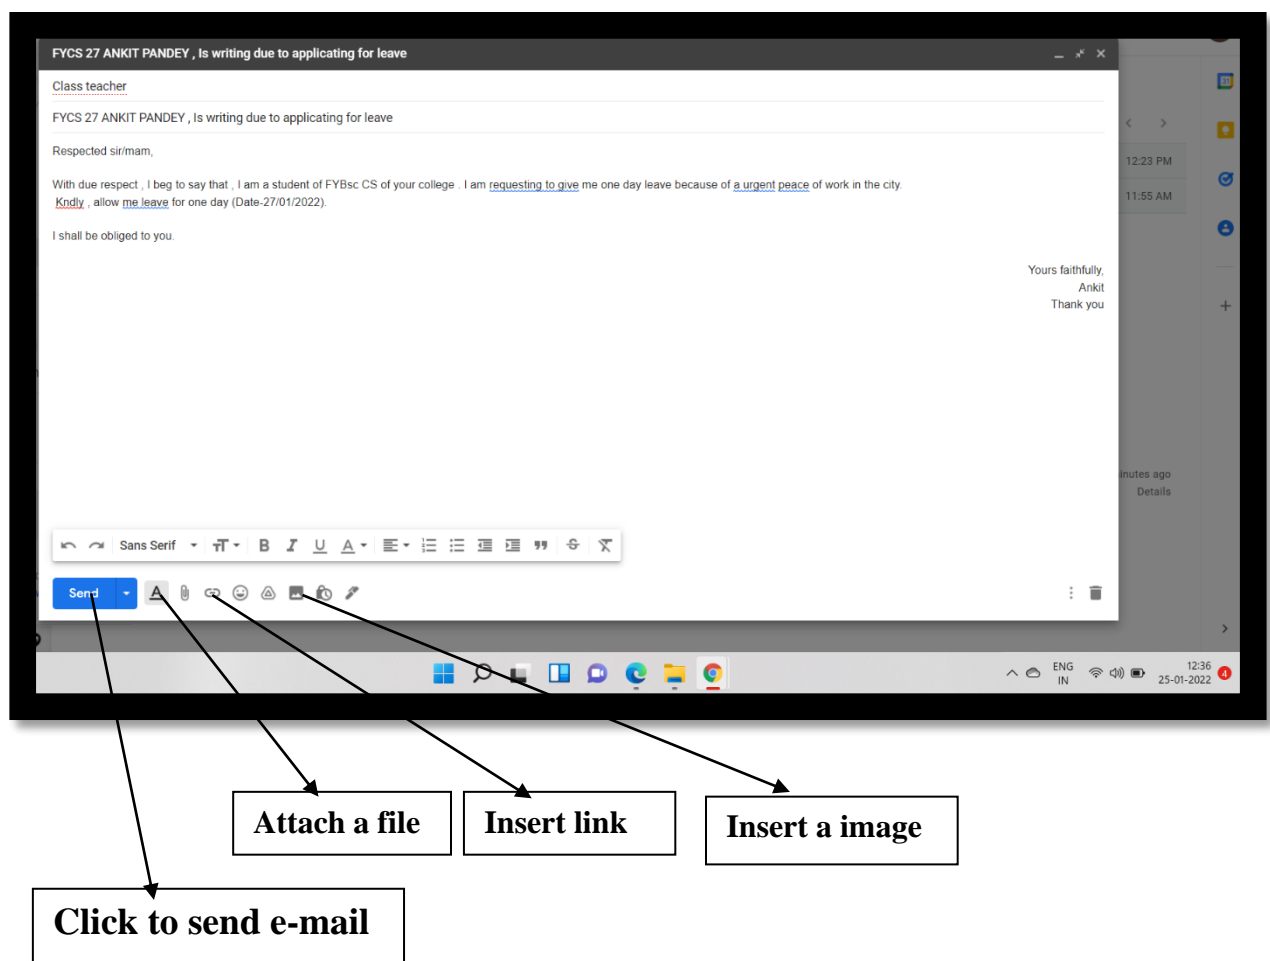 FYCS 27 ANKIT PANDEY , Is writing due to applicating for leave
Class teacher
FYCS 27 ANKIT PANDEY , Is writing due to applicating for leave
Respected sir/mam,
With due respect , I beg to say that , I am a student of FYBsc CS of your college . I am requesting to give me one day leave because of a urgent peace of work in the city.
Kndly , allow me leave for one day (Date-27/01/2022).
I shall be obliged to you.
Yours faithfully,
Ankit
Thank you
12:23 PM
11:55 AM
inutes ago
Details
Sans Serif
Send
ENG
IN
12:36
25-01-2022
4
Attach a file
Insert link
Insert a image
Click to send e-mail